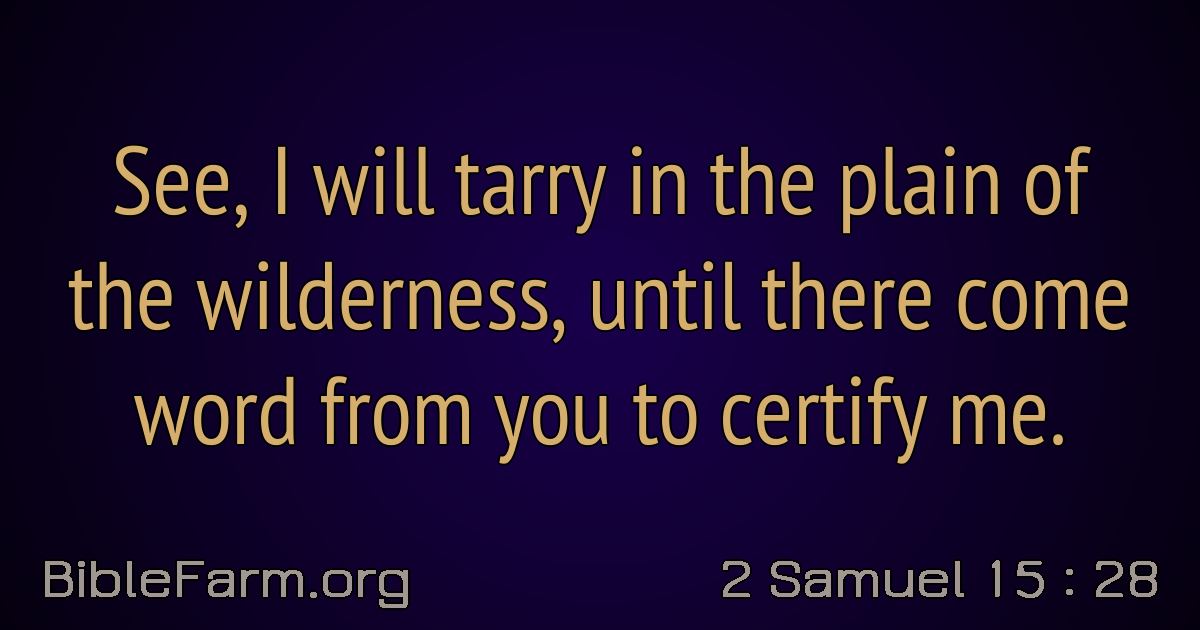 See, I will tarry in the plain of
the wilderness, until there come
word from you to certify me.
BibleFarm.org
2 Samuel 15 : 28